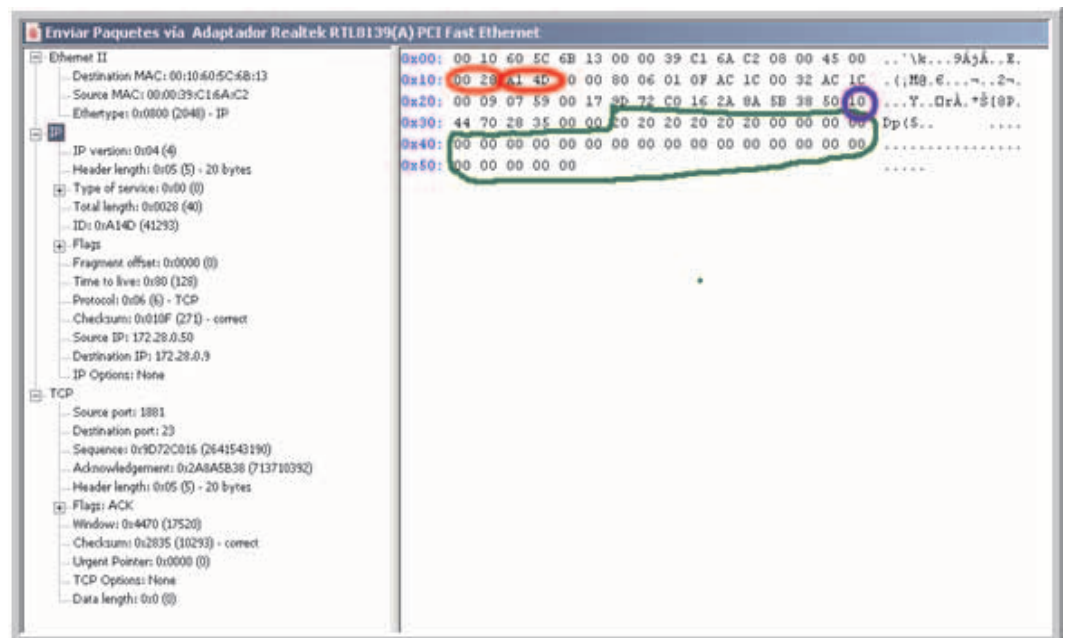 Enviar Paquetes vía Adaptador Realtek RTL8139(A) PCI Fast Ethernet
Ethernet II
Destination MAC: 00:10:60:5C:6B:13
Source MAC: 00:00:39:C1:6A:C2
Ethertype: 0x0800 (2048) - IP
IP
IP version: 0x04 (4)
Header length: 0x05 (5) - 20 bytes
Type of service: 0x00 (0)
Total length: 0x0028 (40)
ID: 0xA14D (41293)
Flags
Fragment offset: 0x0000 (0)
Time to live: 0x80 (128)
Protocol: 0x06 (6) - TCP
Checksum: 0x010F (271) - correct
Source IP: 172.28.0.50
Destination IP: 172.28.0.9
IP Options: None
TCP
Source port: 1881
Destination port: 23
Sequence: 0x9D72C016 (2641543190)
Acknowledgement: 0x2A8A5B38 (713710392)
Header length: 0x05 (5) - 20 bytes
Flags: ACK
Window: 0x4470 (17520)
Checksum: 0x2835 (10293) - correct
Urgent Pointer: 0x0000 (0)
TCP Options: None
Data length: 0x0 (0)
0x00: 00 10 60 5C 6B 13 00 00 39 C1 6A C2 08 00 45 00 ..`\k...9ÁjÂ..E.
0x10: 00 28 A1 4D 0 00 80 06 01 0F AC 1C 00 32 AC 1C .(¡M@.€...¬..2¬.
0x20: 00 09 07 59 00 17 9D 72 C0 16 2A 8A 5B 38 50 10 ...Y..rÀ.*Š[8P.
0x30: 44 70 28 35 00 00 20 20 20 20 20 20 00 00 00 00 Dp(5.. ....
0x40: 00 00 00 00 00 00 00 00 00 00 00 00 00 00 00 00 ................
0x50: 00 00 00 00 00 .....